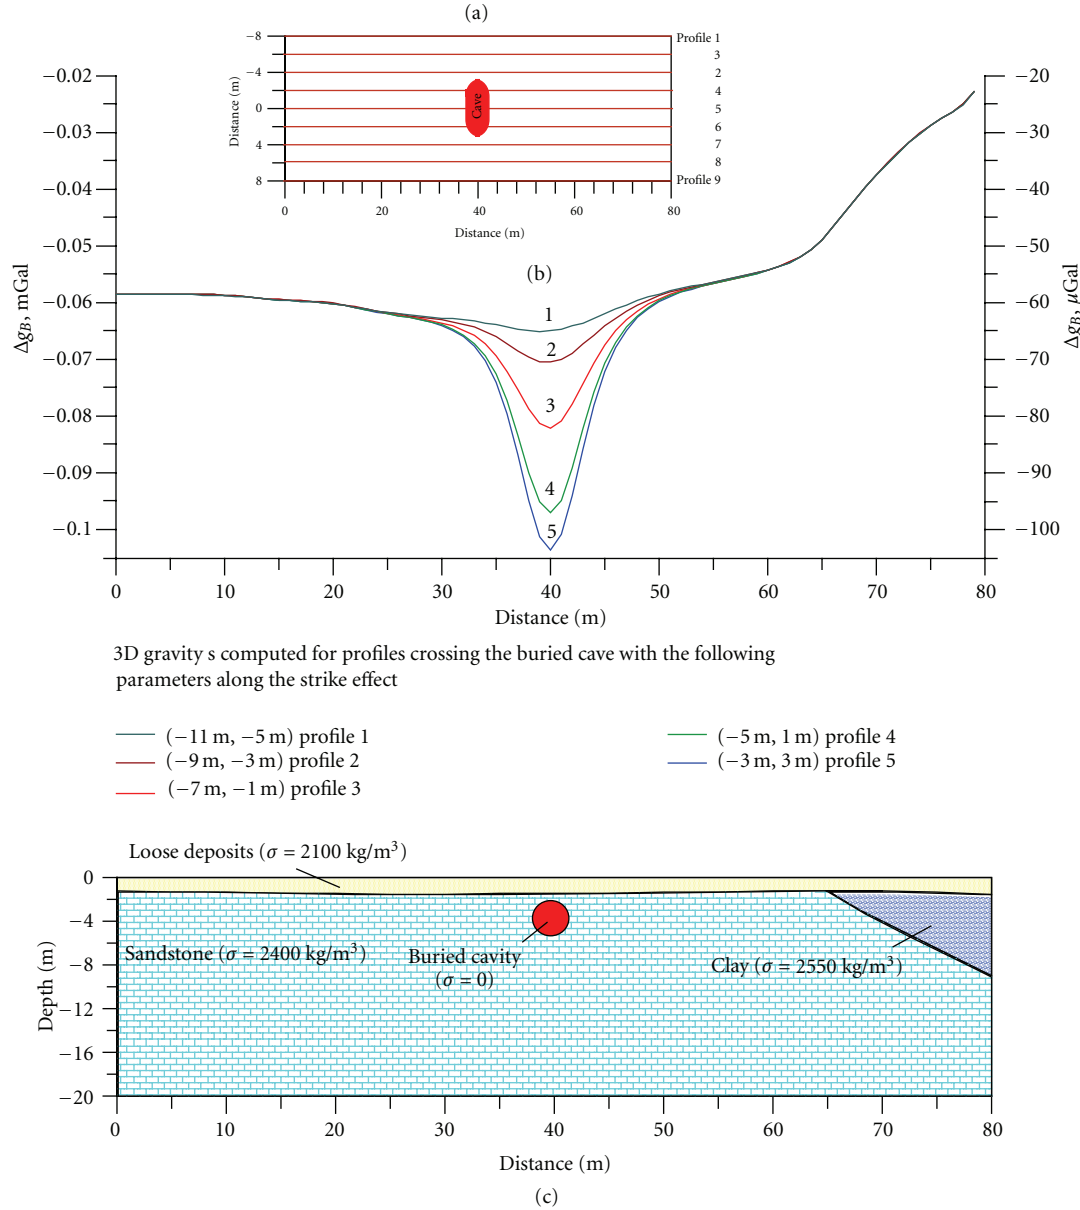 (a)
−8
−4
0
4
8
Distance (m)
Cave
Profile 1
3
2
4
5
6
7
8
Profile 9
0 20 40 60 80
Distance (m)
(b)
−0.02
−0.03
−0.04
−0.05
−0.06
−0.07
−0.08
−0.09
−0.1
ΔgB, mGal
−20
−30
−40
−50
−60
−70
−80
−90
−100
ΔgB, μGal
1
2
3
4
5
0 10 20 30 40 50 60 70 80
Distance (m)
3D gravity s computed for profiles crossing the buried cave with the following
parameters along the strike effect
(−11 m, −5 m) profile 1
(−9 m, −3 m) profile 2
(−7 m, −1 m) profile 3
(−5 m, 1 m) profile 4
(−3 m, 3 m) profile 5
Loose deposits (σ = 2100 kg/m³)
0
−4
−8
−12
−16
−20
Depth (m)
Sandstone (σ = 2400 kg/m³)
Buried cavity
(σ = 0)
Clay (σ = 2550 kg/m³)
0 10 20 30 40 50 60 70 80
Distance (m)
(c)